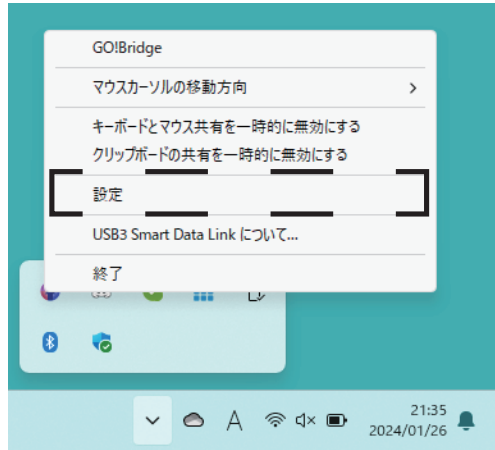 GO!Bridge
マウスカーソルの移動方向
キーボードとマウス共有を一時的に無効にする
クリップボードの共有を一時的に無効にする
設定
USB3 Smart Data Link について...
終了
A
21:35
2024/01/26